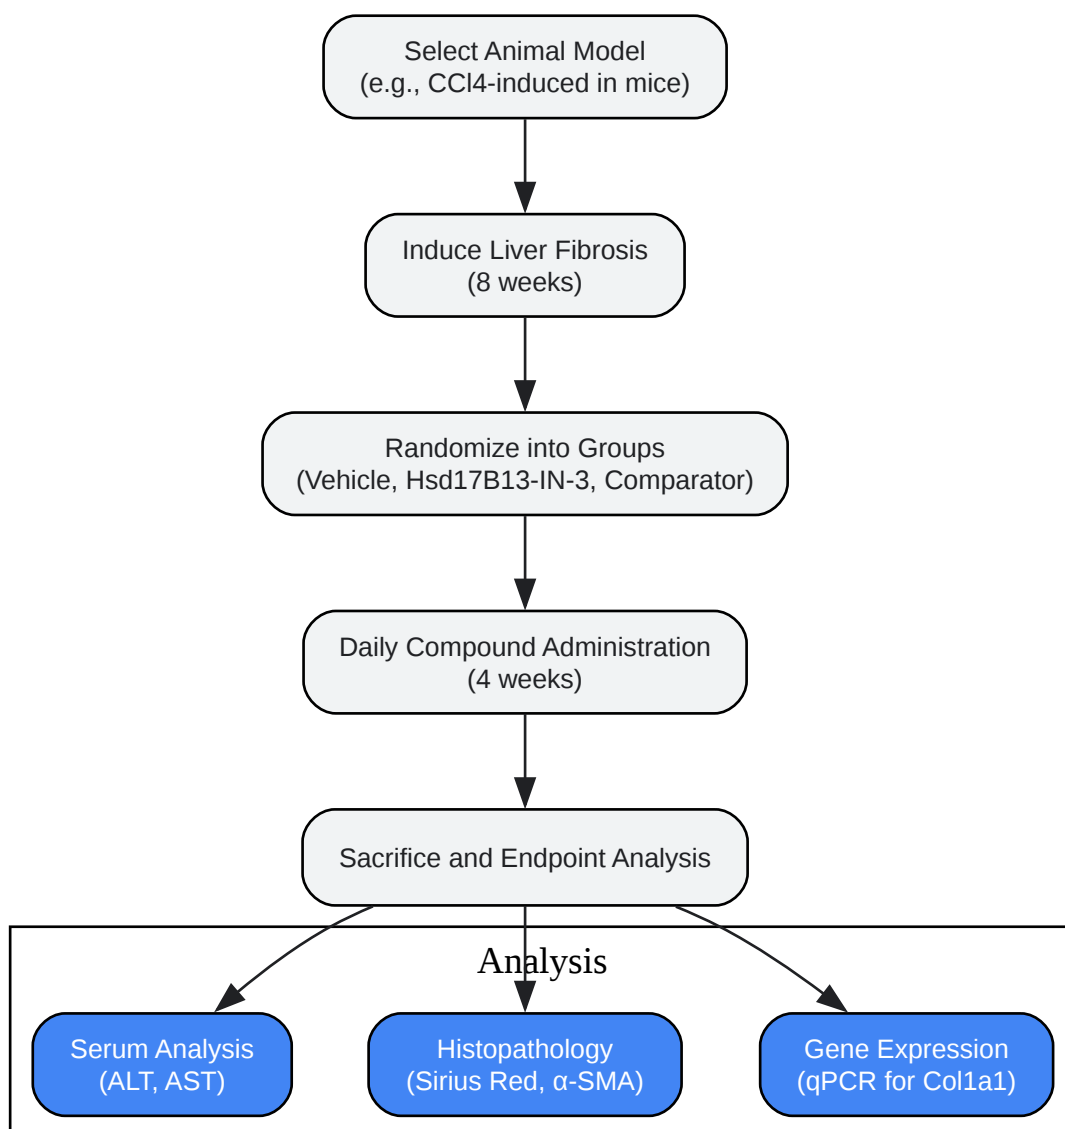 Select Animal Model
(e.g., CCl4-induced in mice)
Induce Liver Fibrosis
(8 weeks)
Randomize into Groups
(Vehicle, Hsd17B13-IN-3, Comparator)
Daily Compound Administration
(4 weeks)
Sacrifice and Endpoint Analysis
Analysis
Serum Analysis
(ALT, AST)
Histopathology
(Sirius Red, α-SMA)
Gene Expression
(qPCR for Col1a1)